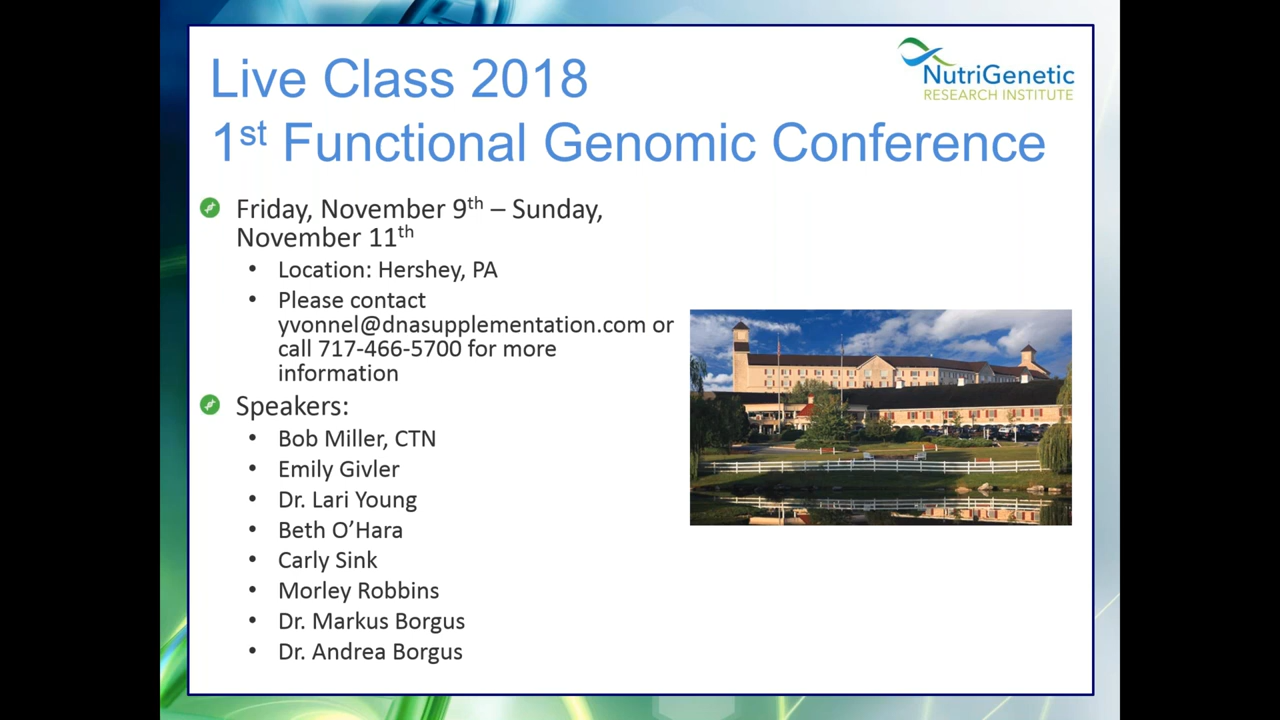 Live Class 2018
NutriGenetic
RESEARCH INSTITUTE
1st Functional Genomic Conference
Friday, November 9th – Sunday,
November 11th
• Location: Hershey, PA
• Please contact
yvonnel@dnasupplementation.com or
call 717-466-5700 for more
information
Speakers:
• Bob Miller, CTN
• Emily Givler
• Dr. Lari Young
• Beth O’Hara
• Carly Sink
• Morley Robbins
• Dr. Markus Borgus
• Dr. Andrea Borgus